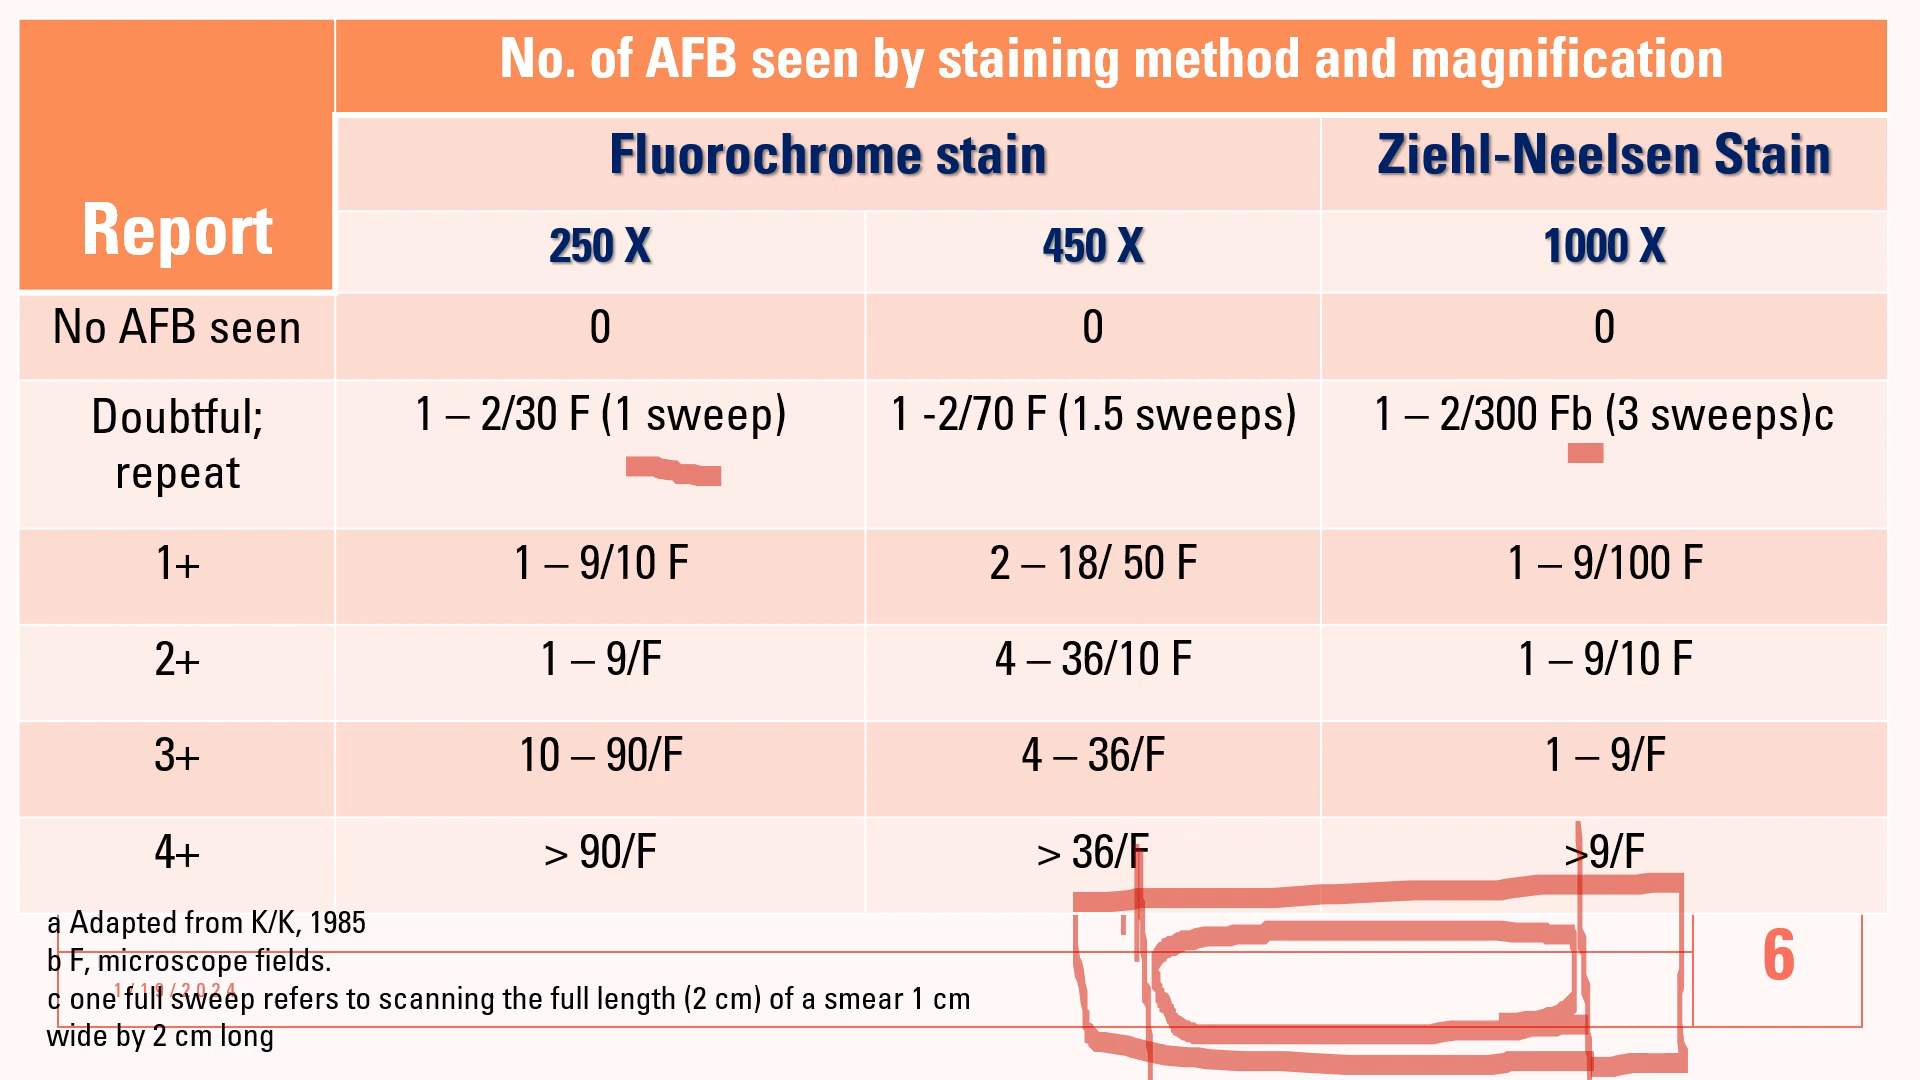 No. of AFB seen by staining method and magnification
Report
Fluorochrome stain
Ziehl-Neelsen Stain
250 X
450 X
1000 X
No AFB seen
0
0
0
Doubtful;
repeat
1 – 2/30 F (1 sweep)
1 -2/70 F (1.5 sweeps)
1 – 2/300 Fb (3 sweeps)c
1+
1 – 9/10 F
2 – 18/ 50 F
1 – 9/100 F
2+
1 – 9/F
4 – 36/10 F
1 – 9/10 F
3+
10 – 90/F
4 – 36/F
1 – 9/F
4+
> 90/F
> 36/F
>9/F
a Adapted from K/K, 1985
b F, microscope fields.
1/19/2024
c one full sweep refers to scanning the full length (2 cm) of a smear 1 cm
wide by 2 cm long
6